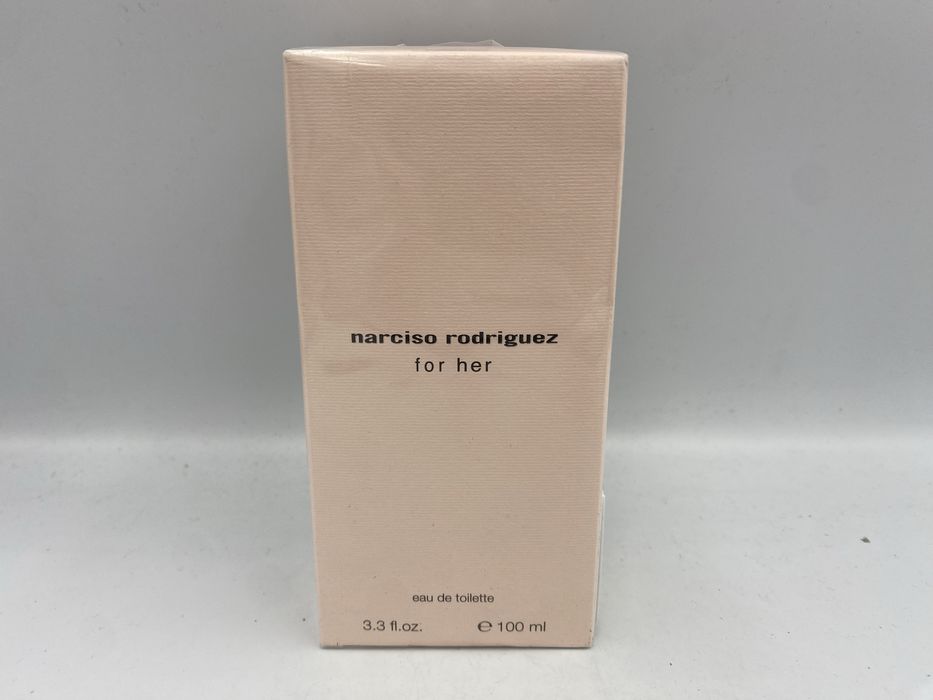 narciso rodriguez
for her
eau de toilette
3.3 fl.oz. ℮ 100 ml